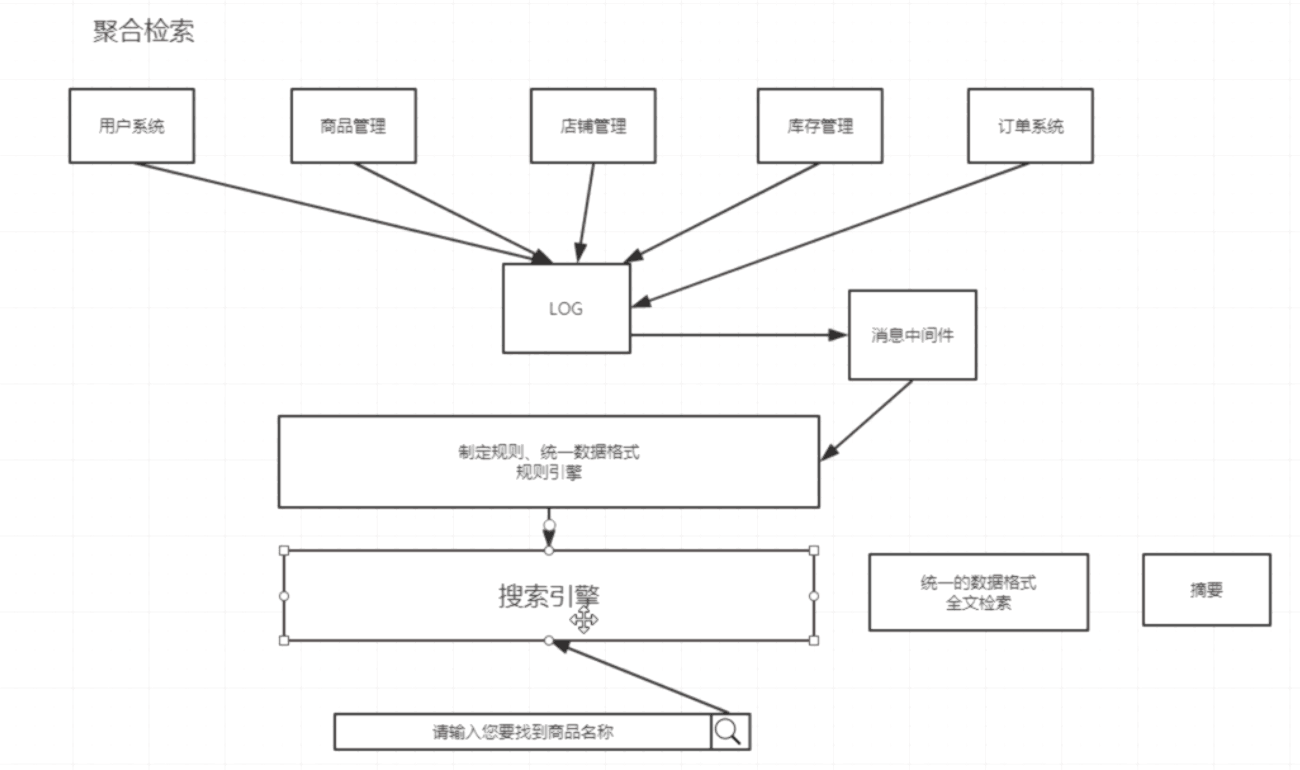 聚合检索
用户系统
商品管理
店铺管理
库存管理
订单系统
LOG
消息中间件
制定规则、统一数据格式
规则引擎
搜索引擎
统一的数据格式
全文检索
摘要
请输入您要找到商品名称